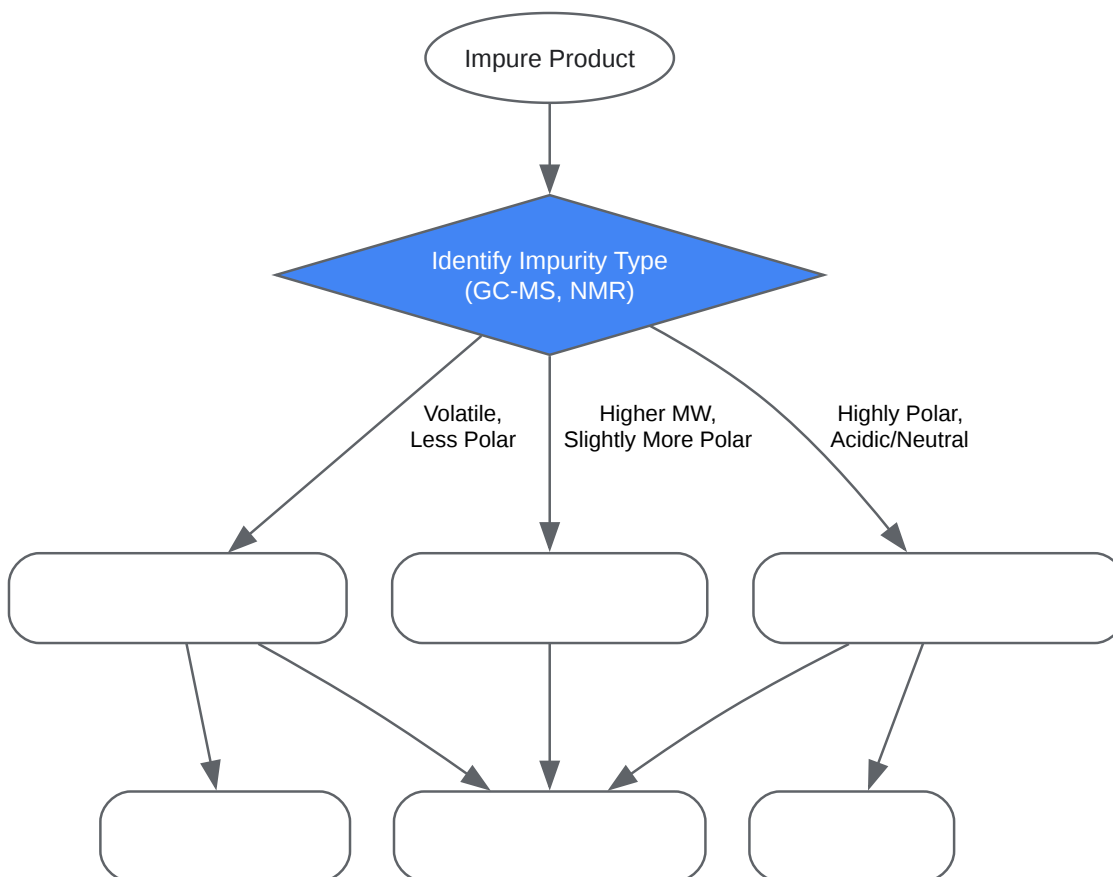 Impure Product
Identify Impurity Type
(GC-MS, NMR)
Volatile,
Less Polar
Higher MW,
Slightly More Polar
Highly Polar,
Acidic/Neutral